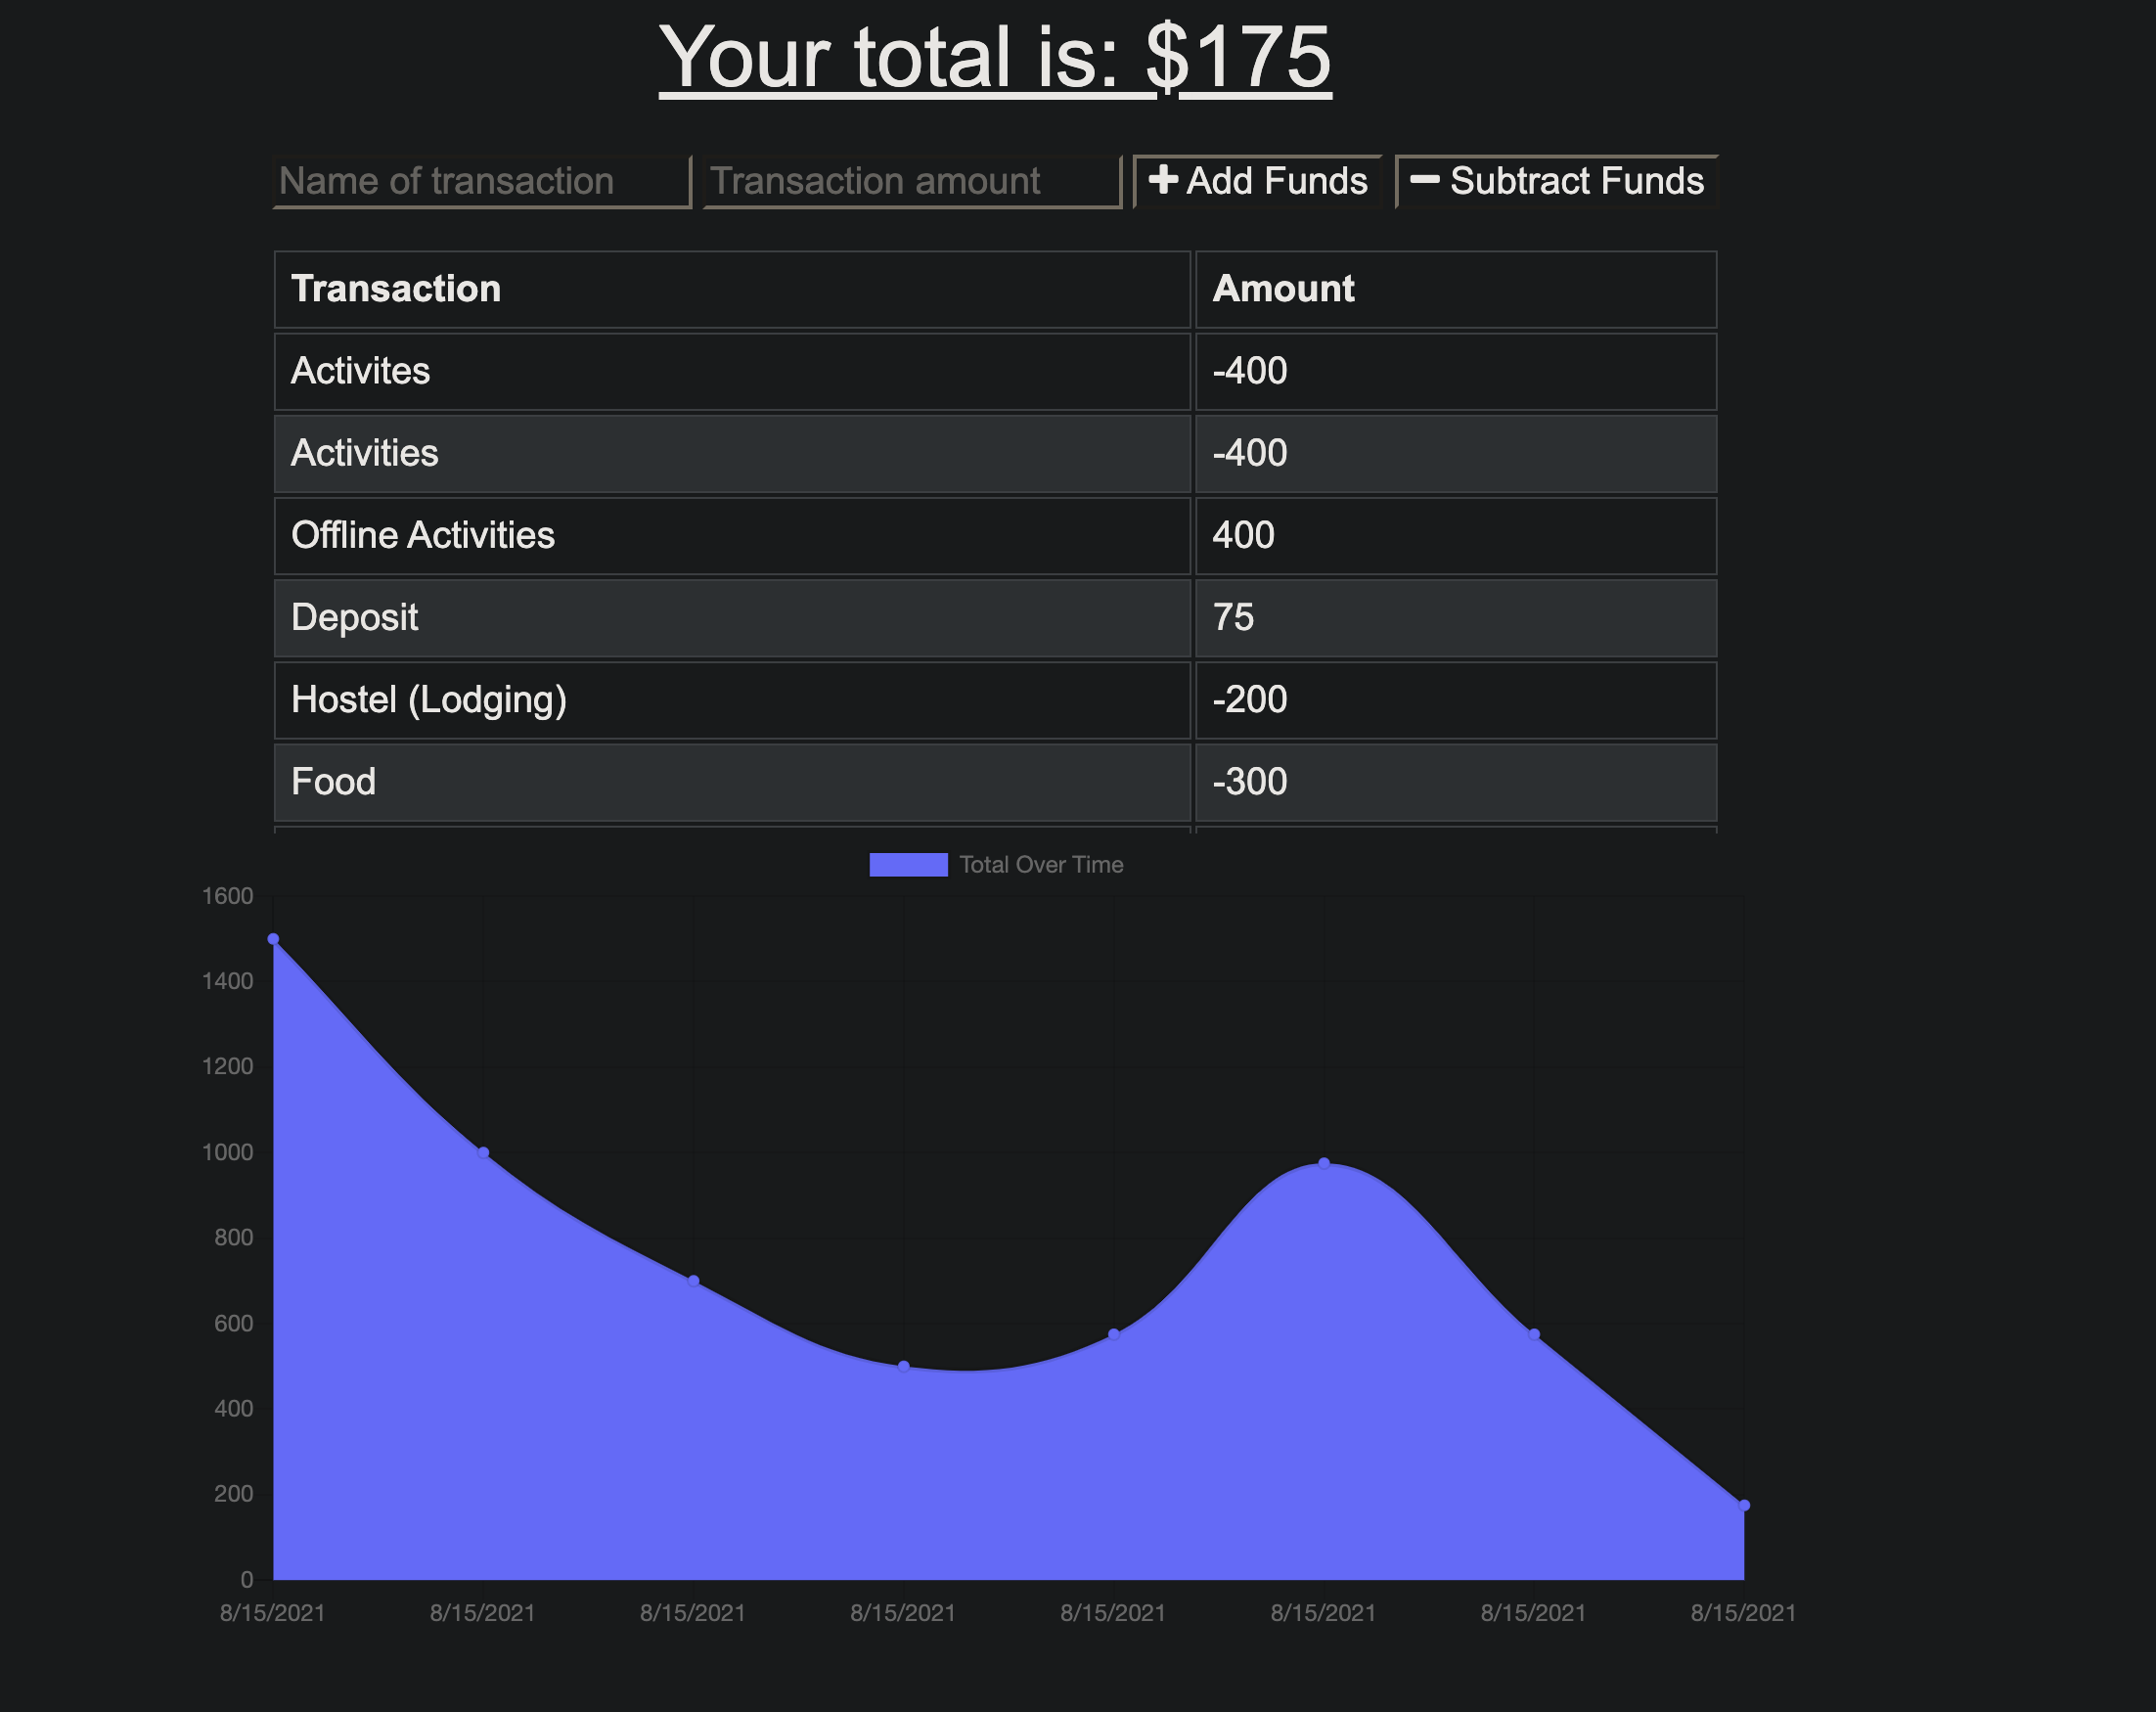 Your total is: $175
Name of transaction Transaction amount Add Funds Subtract Funds
Transaction Amount
Activites -400
Activities -400
Offline Activities 400
Deposit 75
Hostel (Lodging) -200
Food -300
Total Over Time
1600
1400
1200
1000
800
600
400
200
0
8/15/2021 8/15/2021 8/15/2021 8/15/2021 8/15/2021 8/15/2021 8/15/2021 8/15/2021